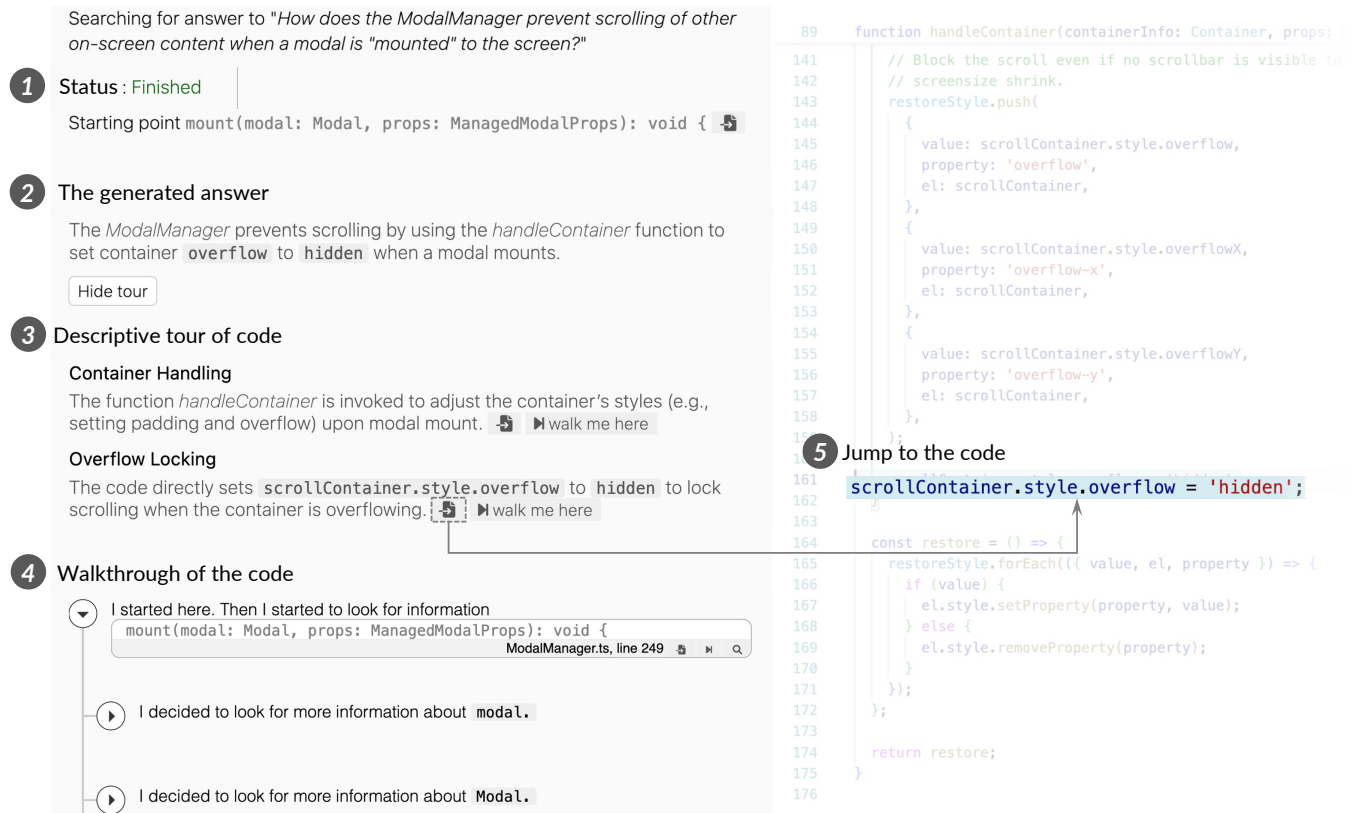 Searching for answer to "How does the ModalManager prevent scrolling of other
on-screen content when a modal is "mounted" to the screen?"
1 Status : Finished
Starting point mount(modal: Modal, props: ManagedModalProps): void {
2 The generated answer
The ModalManager prevents scrolling by using the handleContainer function to
set container overflow to hidden when a modal mounts.
Hide tour
3 Descriptive tour of code
Container Handling
The function handleContainer is invoked to adjust the container's styles (e.g.,
setting padding and overflow) upon modal mount. walk me here
Overflow Locking
The code directly sets scrollContainer.style.overflow to hidden to lock
scrolling when the container is overflowing. walk me here
4 Walkthrough of the code
I started here. Then I started to look for information
mount(modal: Modal, props: ManagedModalProps): void {
ModalManager.ts, line 249
I decided to look for more information about modal.
I decided to look for more information about Modal.
89 function handleContainer(containerInfo: Container, props:
141 // Block the scroll even if no scrollbar is visible to
142 // screensize shrink.
143 restoreStyle.push(
144 {
145 value: scrollContainer.style.overflow,
146 property: 'overflow',
147 el: scrollContainer,
148 },
149 {
150 value: scrollContainer.style.overflowX,
151 property: 'overflow-x',
152 el: scrollContainer,
153 },
154 {
155 value: scrollContainer.style.overflowY,
156 property: 'overflow-y',
157 el: scrollContainer,
158 },
);
5 Jump to the code
161
scrollContainer.style.overflow = 'hidden';
162 }
163
164 const restore = () => {
165 restoreStyle.forEach(({ value, el, property }) => {
166 if (value) {
167 el.style.setProperty(property, value);
168 } else {
169 el.style.removeProperty(property);
170 }
171 });
172 };
173
174 return restore;
175 }
176